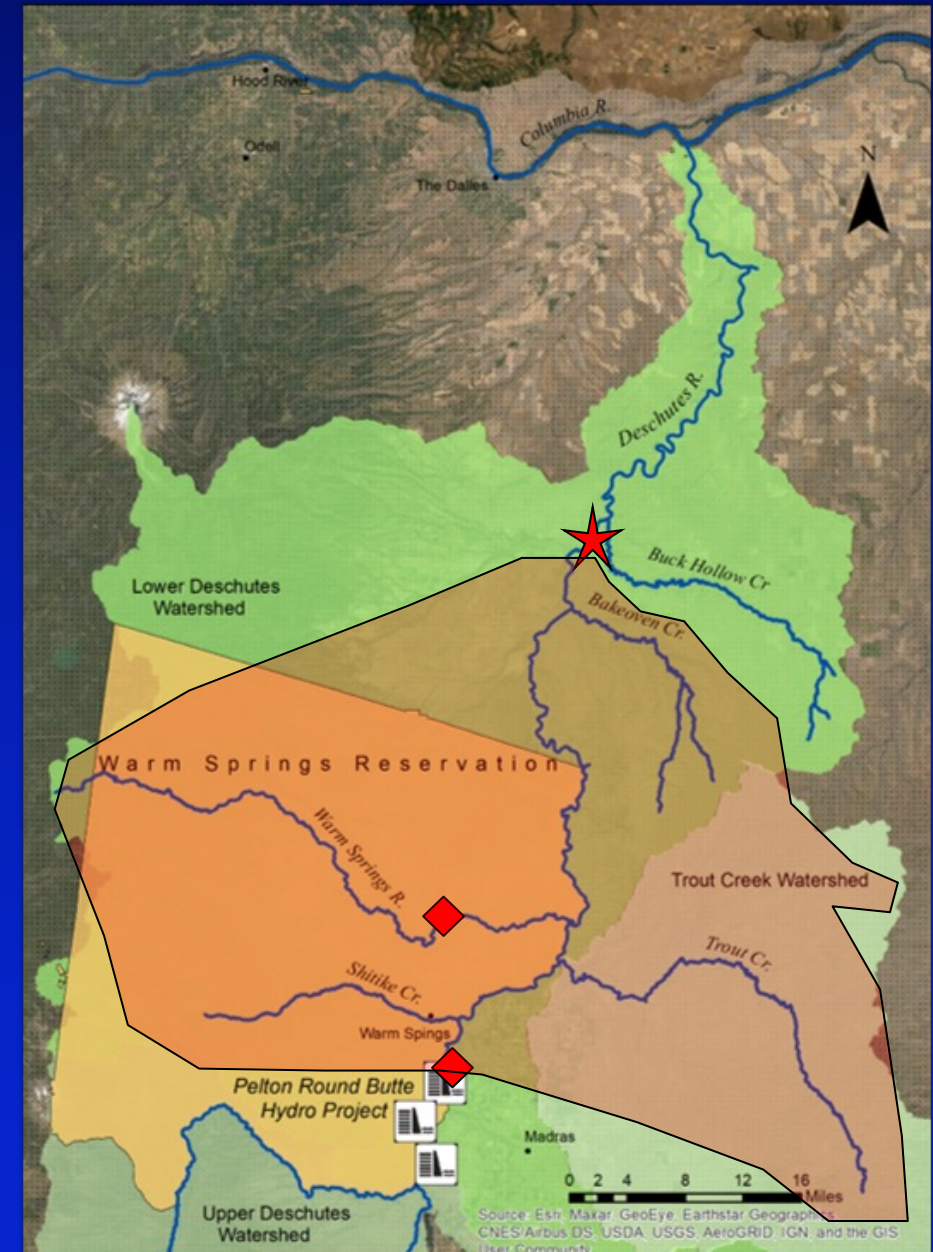 Hood River
Columbia R.
Odell
N
The Dalles
Deschutes R.
Buck Hollow Cr
Lower Deschutes
Watershed
Bakeoven Cr.
Warm Springs Reservation
Warm Springs R.
Trout Creek Watershed
Trout Cr.
Shitike Cr.
Warm Spings
Pelton Round Butte
Hydro Project
Madras
0 2 4 8 12 16
Miles
Upper Deschutes
Watershed
Source: Esri, Maxar, GeoEye, Earthstar Geographics,
CNES/Airbus DS, USDA, USGS, AeroGRID, IGN, and the GIS
User Community